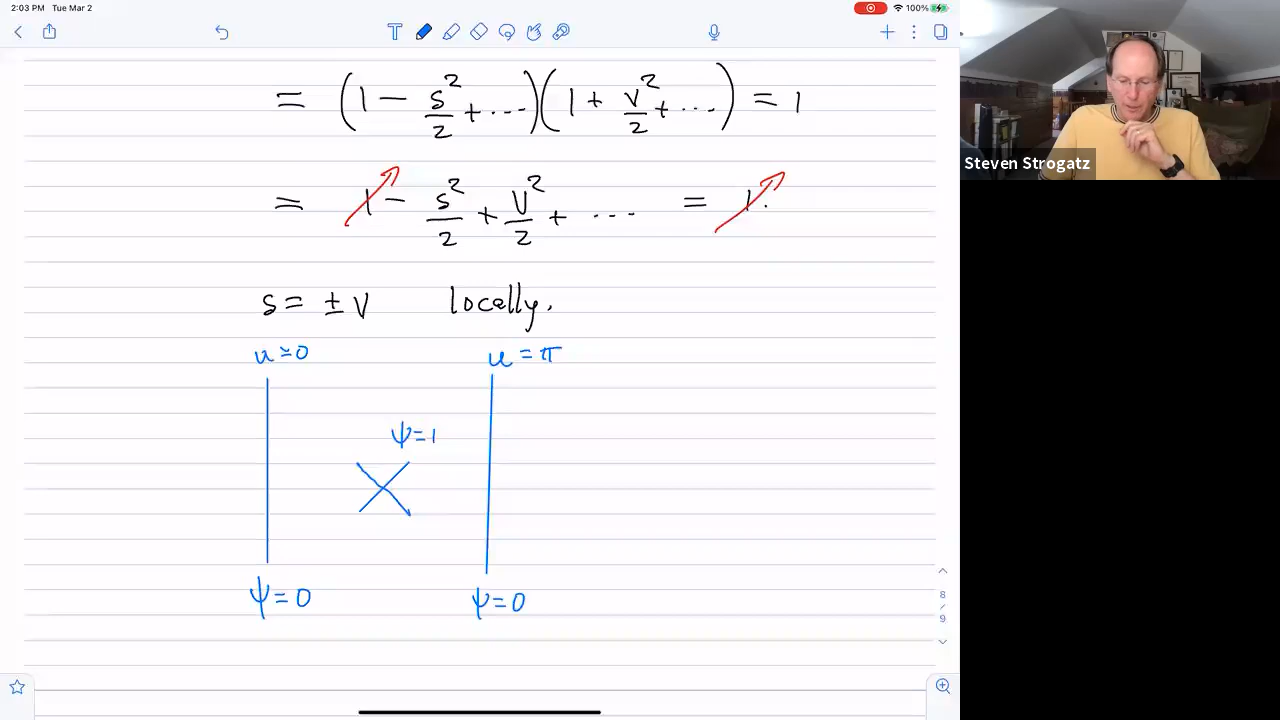 2:03 PM Tue Mar 2
100%
= (1 - s²/2 + ...)(1 + v²/2 + ...) = 1
= 1 - s²/2 + v²/2 + ... = 1.
s = ± v locally.
u = 0 u = π
ψ = 1
ψ = 0 ψ = 0
8
/
9
Steven Strogatz